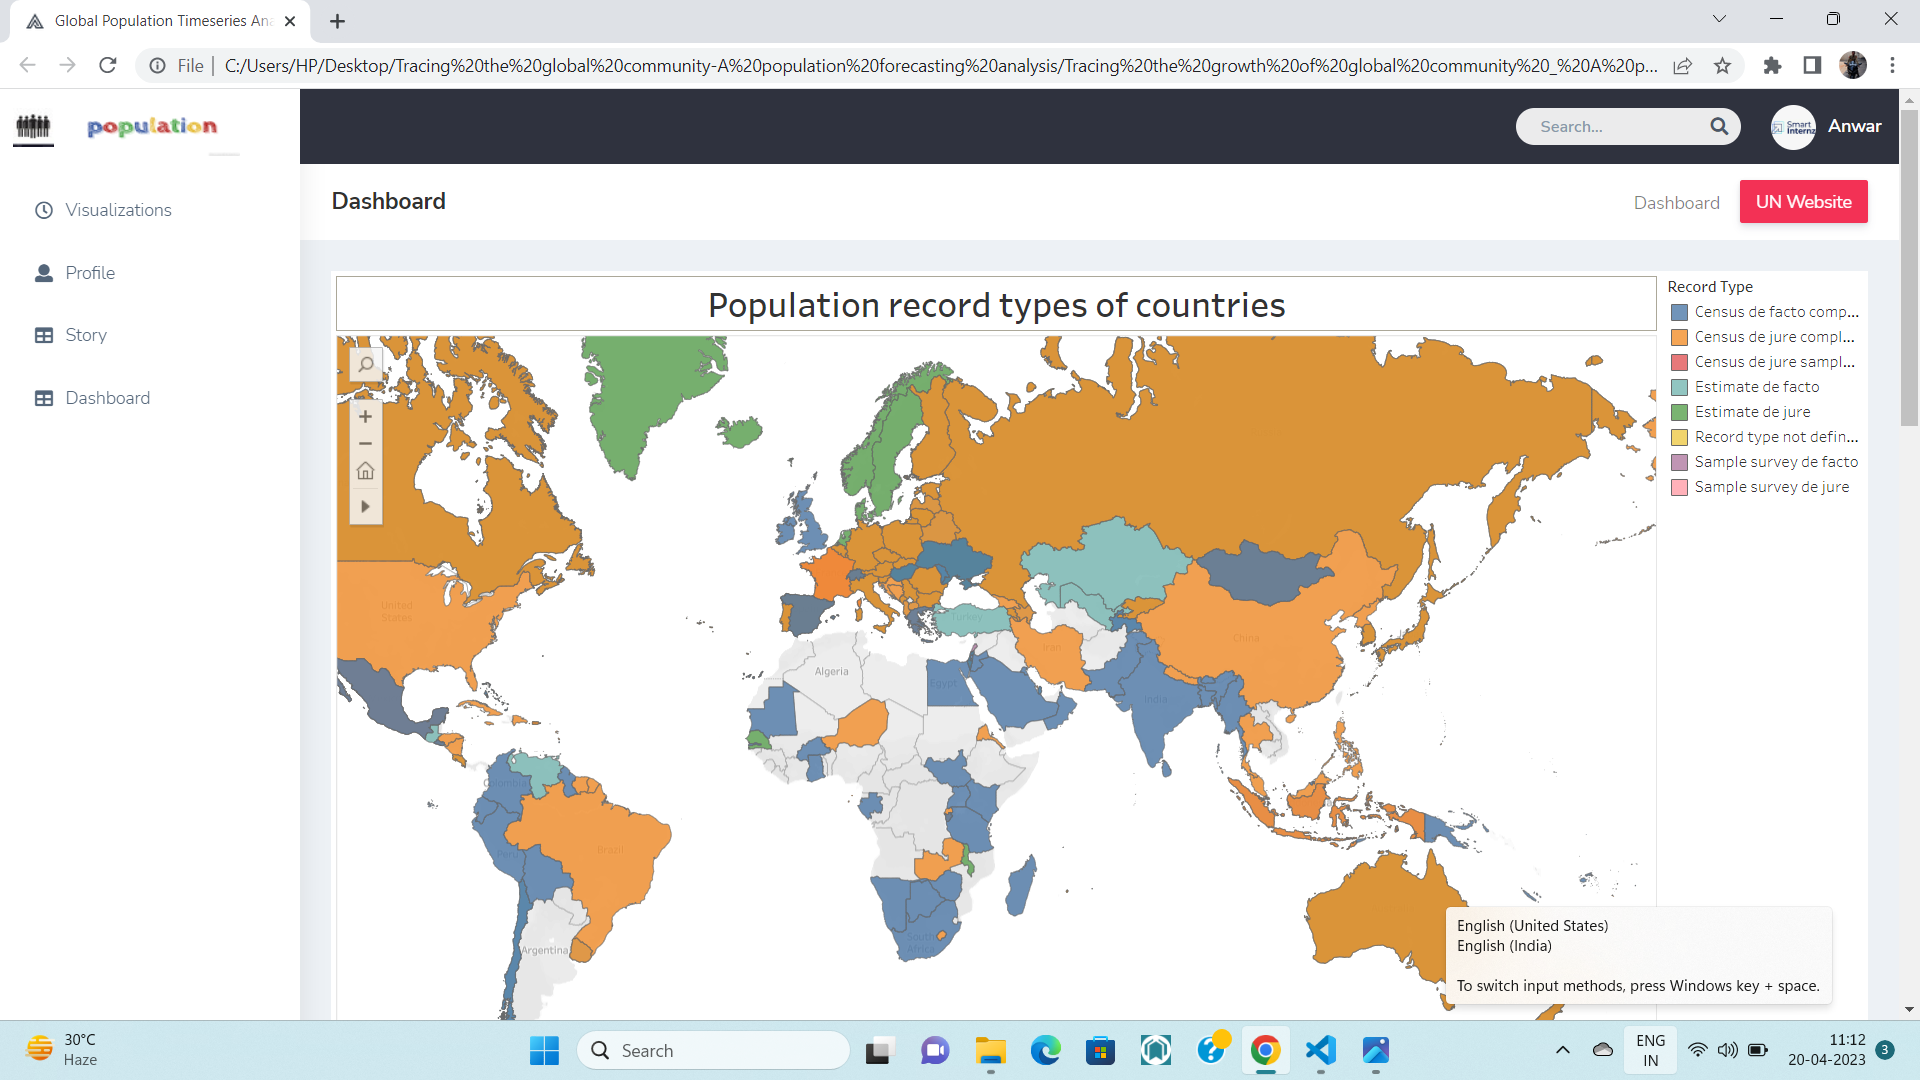 Global Population Timeseries Ana
File
C:/Users/HP/Desktop/Tracing%20the%20global%20community-A%20population%20forecasting%20analysis/Tracing%20the%20growth%20of%20global%20community%20_%20A%20p...
population
Search...
Smart
Internz
Anwar
Visualizations
Profile
Story
Dashboard
Dashboard
Dashboard
UN Website
Population record types of countries
Record Type
Census de facto comp...
Census de jure compl...
Census de jure sampl...
Estimate de facto
Estimate de jure
Record type not defin...
Sample survey de facto
Sample survey de jure
United
States
Turkey
China
Iran
Algeria
Egypt
India
Colombia
Brazil
Peru
South
Africa
Argentina
English (United States)
English (India)
To switch input methods, press Windows key + space.
30°C
Haze
Search
ENG
IN
11:12
20-04-2023
3